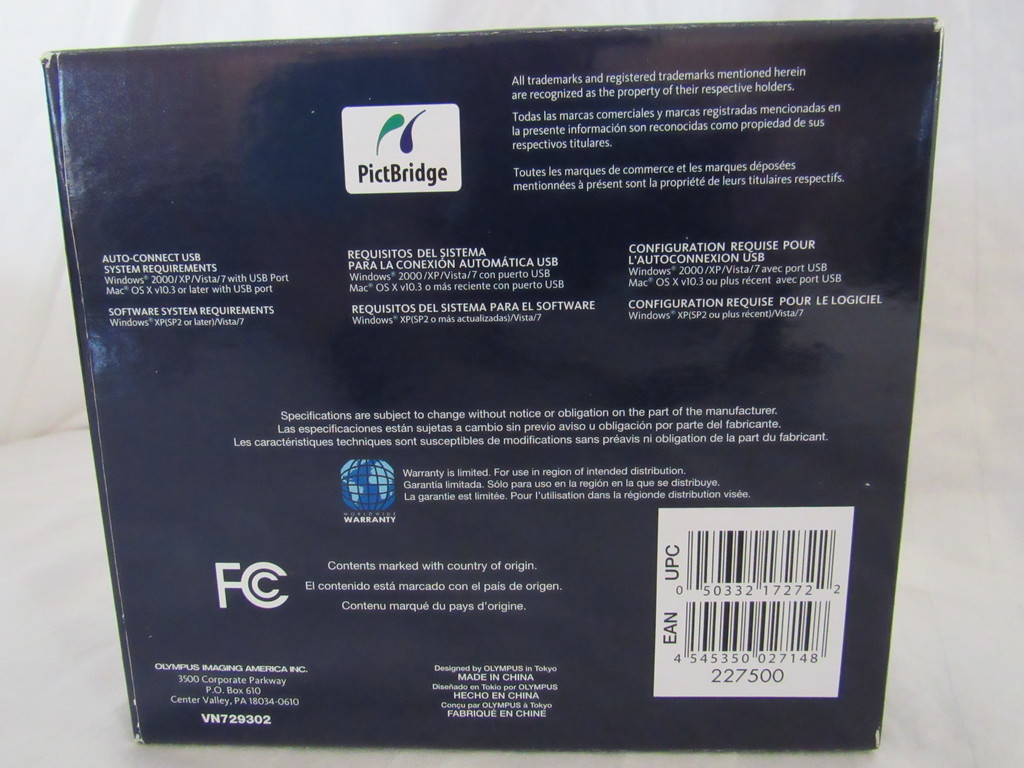 PictBridge
All trademarks and registered trademarks mentioned herein
are recognized as the property of their respective holders.
Todas las marcas comerciales y marcas registradas mencionadas en
la presente información son reconocidas como propiedad de sus
respectivos titulares.
Toutes les marques de commerce et les marques déposées
mentionnées à présent sont la propriété de leurs titulaires respectifs.
AUTO-CONNECT USB
SYSTEM REQUIREMENTS
Windows® 2000/XP/Vista/7 with USB Port
Mac® OS X v10.3 or later with USB port
SOFTWARE SYSTEM REQUIREMENTS
Windows® XP(SP2 or later)/Vista/7
REQUISITOS DEL SISTEMA
PARA LA CONEXIÓN AUTOMÁTICA USB
Windows® 2000/XP/Vista/7 con puerto USB
Mac® OS X v10.3 o más reciente con puerto USB
REQUISITOS DEL SISTEMA PARA EL SOFTWARE
Windows® XP(SP2 o más actualizadas)/Vista/7
CONFIGURATION REQUISE POUR
L'AUTOCONNEXION USB
Windows® 2000/XP/Vista/7 avec port USB
Mac® OS X v10.3 ou plus récent avec port USB
CONFIGURATION REQUISE POUR LE LOGICIEL
Windows® XP(SP2 ou plus récent)/Vista/7
Specifications are subject to change without notice or obligation on the part of the manufacturer.
Las especificaciones están sujetas a cambio sin previo aviso u obligación por parte del fabricante.
Les caractéristiques techniques sont susceptibles de modifications sans préavis ni obligation de la part du fabricant.
WORLDWIDE
WARRANTY
Warranty is limited. For use in region of intended distribution.
Garantía limitada. Sólo para uso en la región en la que se distribuye.
La garantie est limitée. Pour l'utilisation dans la régionde distribution visée.
FCC
Contents marked with country of origin.
El contenido está marcado con el país de origen.
Contenu marqué du pays d'origine.
UPC
0 50332 17272 2
EAN
4 545350 027148
227500
OLYMPUS IMAGING AMERICA INC.
3500 Corporate Parkway
P.O. Box 610
Center Valley, PA 18034-0610
VN729302
Designed by OLYMPUS in Tokyo
MADE IN CHINA
Diseñado en Tokio por OLYMPUS
HECHO EN CHINA
Conçu par OLYMPUS à Tokyo
FABRIQUÉ EN CHINE